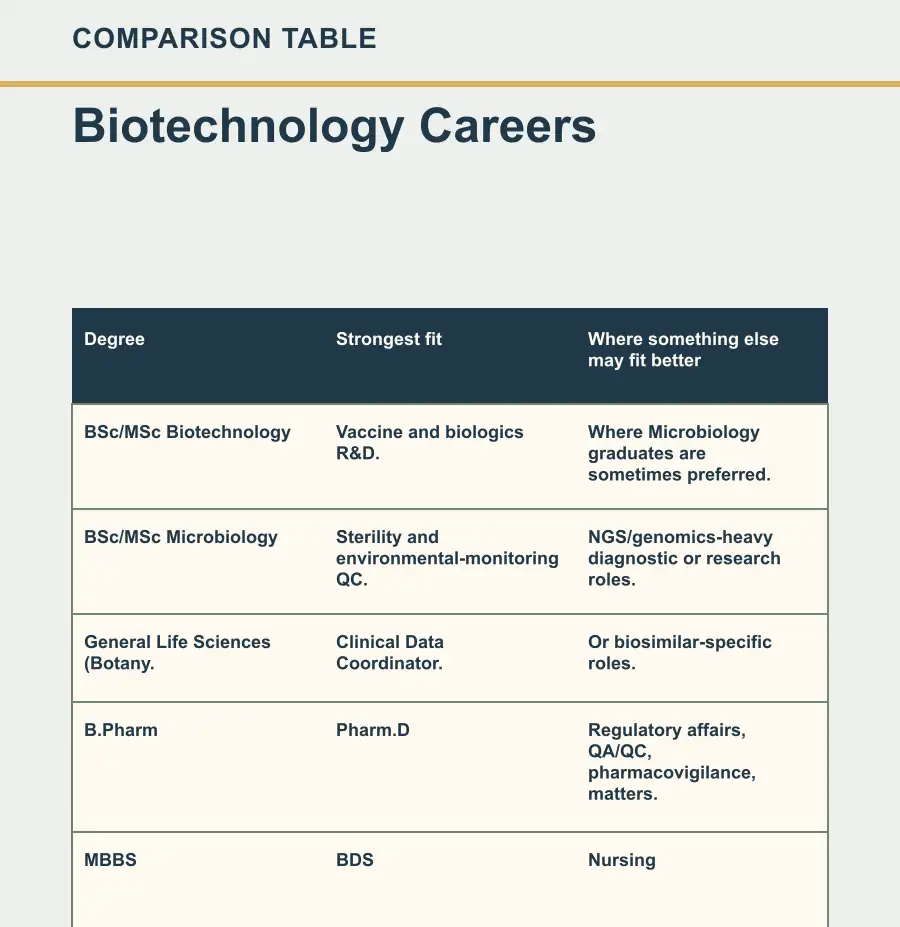 COMPARISON TABLE
Biotechnology Careers
Degree
Strongest fit
Where something else
may fit better
BSc/MSc Biotechnology
Vaccine and biologics
R&D.
Where Microbiology
graduates are
sometimes preferred.
BSc/MSc Microbiology
Sterility and
environmental-monitoring
QC.
NGS/genomics-heavy
diagnostic or research
roles.
General Life Sciences
(Botany.
Clinical Data
Coordinator.
Or biosimilar-specific
roles.
B.Pharm
Pharm.D
Regulatory affairs,
QA/QC,
pharmacovigilance,
matters.
MBBS
BDS
Nursing